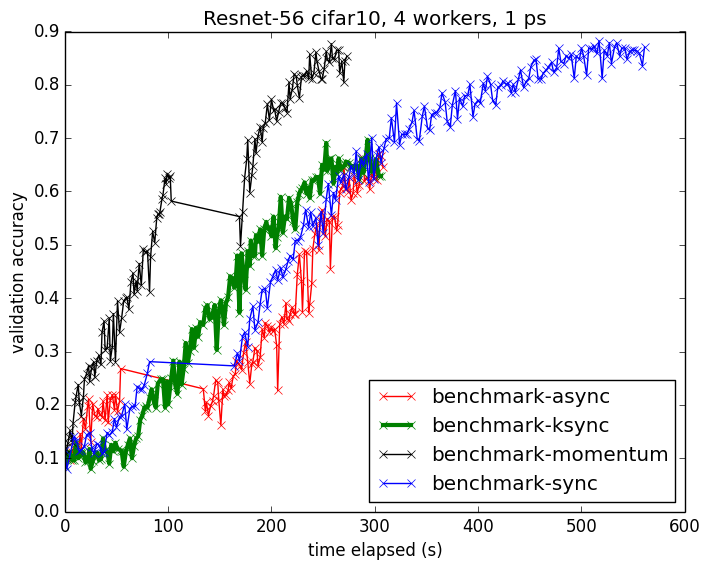 Resnet-56 cifar10, 4 workers, 1 ps
validation accuracy
0.9
0.8
0.7
0.6
0.5
0.4
0.3
0.2
0.1
0.0
benchmark-async
benchmark-ksync
benchmark-momentum
benchmark-sync
0 100 200 300 400 500 600
time elapsed (s)